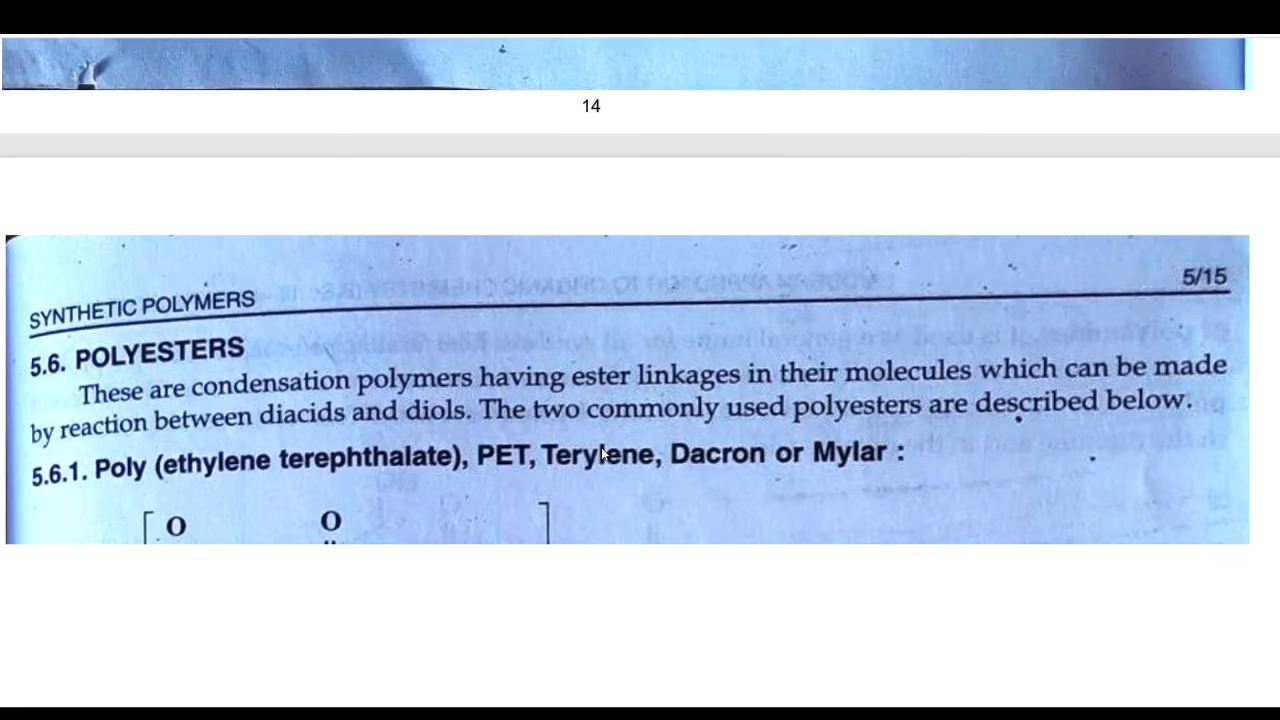 14
SYNTHETIC POLYMERS 5/15
5.6. POLYESTERS
These are condensation polymers having ester linkages in their molecules which can be made
by reaction between diacids and diols. The two commonly used polyesters are described below.
5.6.1. Poly (ethylene terephthalate), PET, Terylene, Dacron or Mylar :
[ O O ]